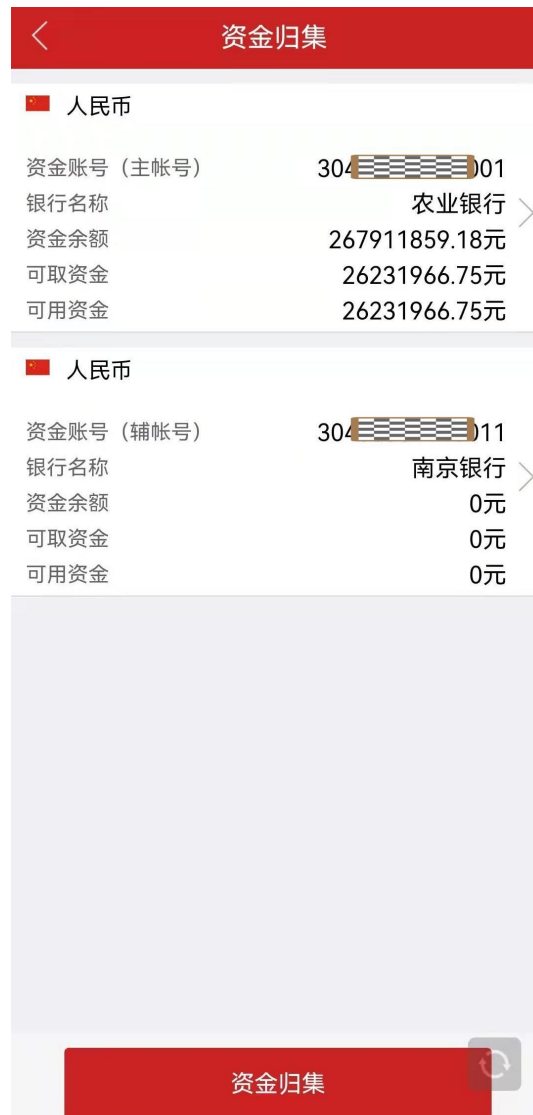 资金归集
人民币
资金账号（主帐号） 304 001
银行名称 农业银行
资金余额 267911859.18元
可取资金 26231966.75元
可用资金 26231966.75元
人民币
资金账号（辅帐号） 304 011
银行名称 南京银行
资金余额 0元
可取资金 0元
可用资金 0元
资金归集